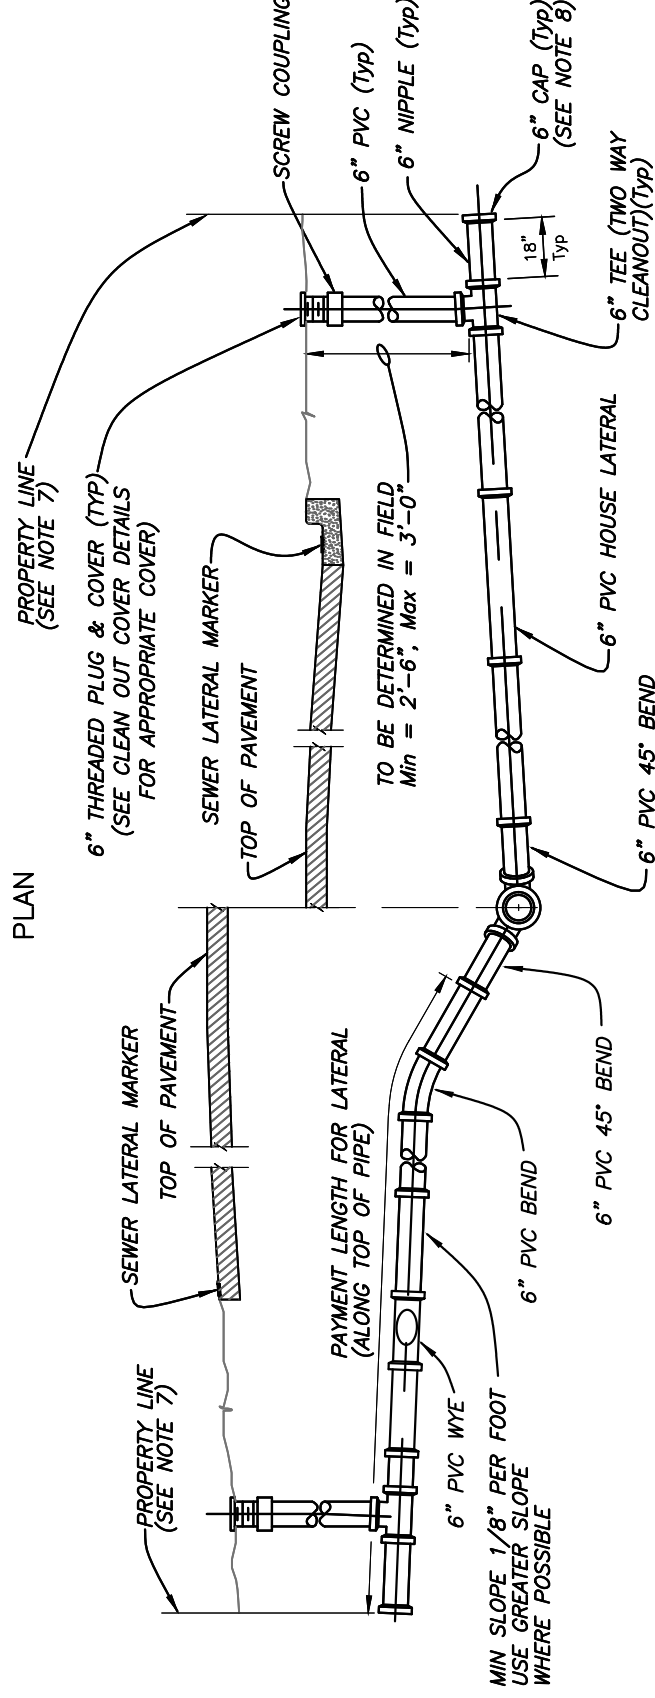 PLAN
PROPERTY LINE
(SEE NOTE 7)
6" THREADED PLUG & COVER (TYP)
(SEE CLEAN OUT COVER DETAILS
FOR APPROPRIATE COVER)
SEWER LATERAL MARKER
TOP OF PAVEMENT
SCREW COUPLING
6" PVC (Typ)
6" NIPPLE (Typ)
6" CAP (Typ)
(SEE NOTE 8)
18"
Typ
6" TEE (TWO WAY
CLEANOUT)(Typ)
TO BE DETERMINED IN FIELD
Min = 2'-6", Max = 3'-0"
6" PVC HOUSE LATERAL
6" PVC 45° BEND
SEWER LATERAL MARKER
TOP OF PAVEMENT
PROPERTY LINE
(SEE NOTE 7)
PAYMENT LENGTH FOR LATERAL
(ALONG TOP OF PIPE)
6" PVC 45° BEND
6" PVC BEND
6" PVC WYE
MIN SLOPE 1/8" PER FOOT
USE GREATER SLOPE
WHERE POSSIBLE